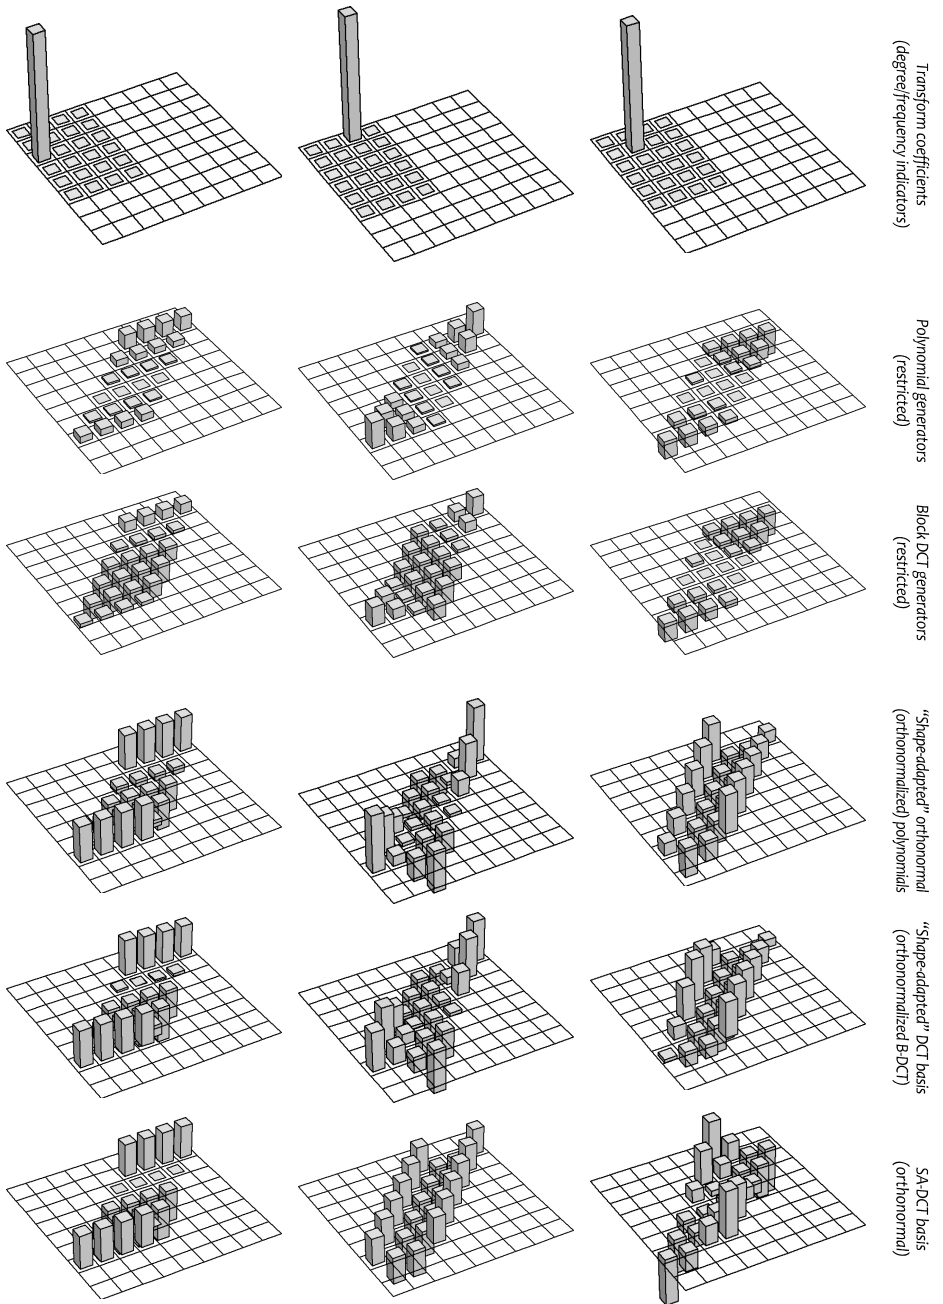 Transform coefficients
(degree/frequency indicators)
Polynomial generators
(restricted)
Block DCT generators
(restricted)
“Shape-adapted” orthonormal
(orthonormalized) polynomials
“Shape-adapted” DCT basis
(orthonormalized B-DCT)
SA-DCT basis
(orthonormal)